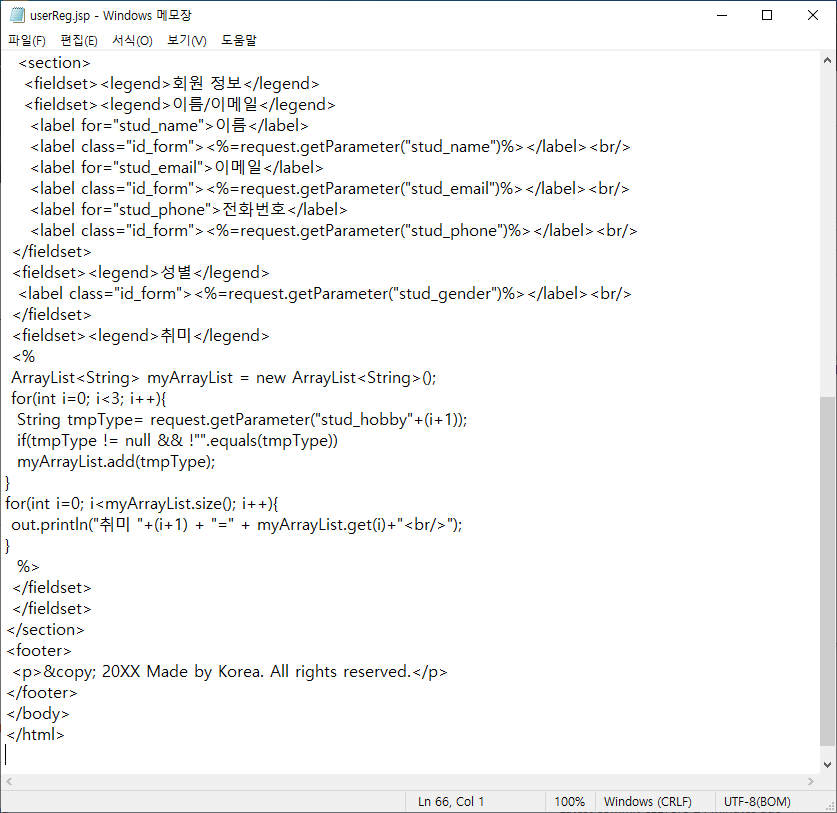 userReg.jsp - Windows 메모장
파일(F) 편집(E) 서식(O) 보기(V) 도움말
<section>
<fieldset><legend>회원 정보</legend>
<fieldset><legend>이름/이메일</legend>
<label for="stud_name">이름</label>
<label class="id_form"><%=request.getParameter("stud_name")%></label><br/>
<label for="stud_email">이메일</label>
<label class="id_form"><%=request.getParameter("stud_email")%></label><br/>
<label for="stud_phone">전화번호</label>
<label class="id_form"><%=request.getParameter("stud_phone")%></label><br/>
</fieldset>
<fieldset><legend>성별</legend>
<label class="id_form"><%=request.getParameter("stud_gender")%></label><br/>
</fieldset>
<fieldset><legend>취미</legend>
<%
ArrayList<String> myArrayList = new ArrayList<String>();
for(int i=0; i<3; i++){
String tmpType= request.getParameter("stud_hobby"+(i+1));
if(tmpType != null && !"".equals(tmpType))
myArrayList.add(tmpType);
}
for(int i=0; i<myArrayList.size(); i++){
out.println("취미 "+(i+1) + "=" + myArrayList.get(i)+"<br/>");
}
%>
</fieldset>
</fieldset>
</section>
<footer>
<p>&copy; 20XX Made by Korea. All rights reserved.</p>
</footer>
</body>
</html>
Ln 66, Col 1 100% Windows (CRLF) UTF-8(BOM)